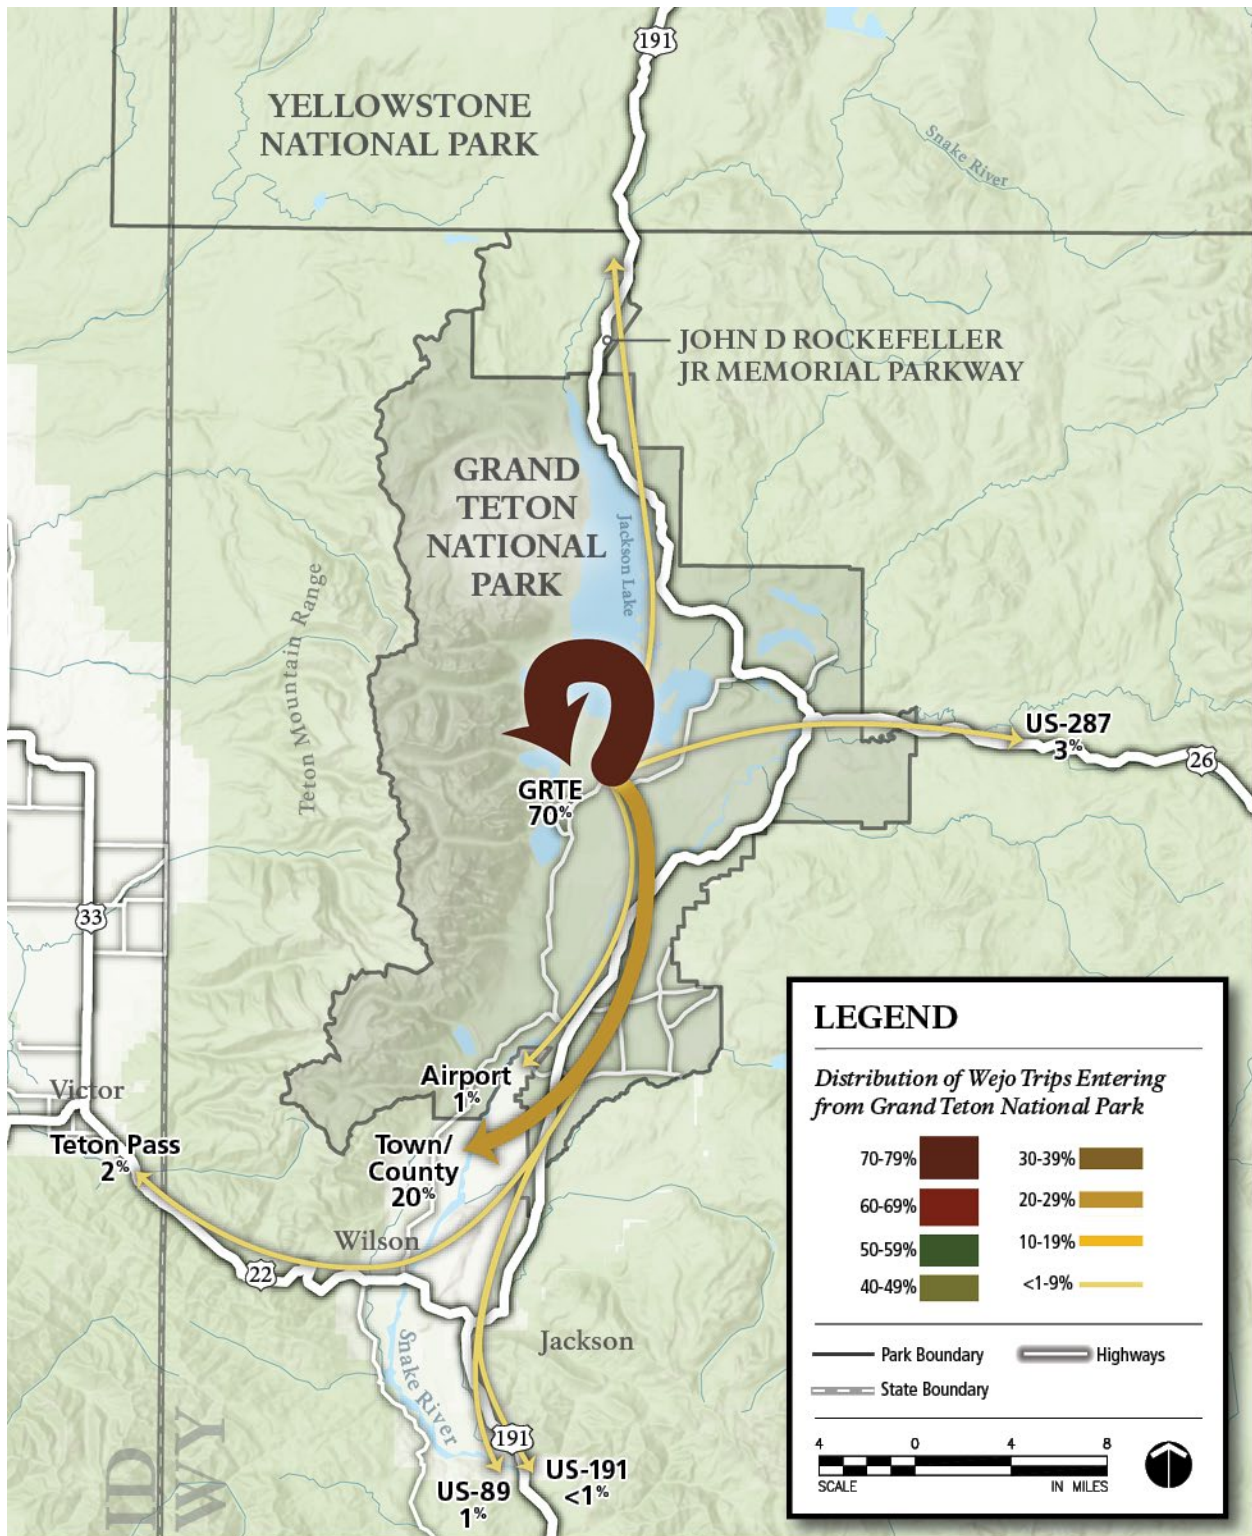 191
YELLOWSTONE
NATIONAL PARK
Snake River
JOHN D ROCKEFELLER
JR MEMORIAL PARKWAY
GRAND
TETON
NATIONAL
PARK
Jackson Lake
Teton Mountain Range
US-287
3%
26
GRTE
70%
33
Airport
1%
Victor
Teton Pass
2%
Town/
County
20%
Wilson
22
Jackson
Snake River
191
US-191
<1%
US-89
1%
ID
WY
LEGEND
Distribution of Wejo Trips Entering
from Grand Teton National Park
70-79%
30-39%
60-69%
20-29%
50-59%
10-19%
40-49%
<1-9%
Park Boundary
Highways
State Boundary
4 0 4 8
SCALE IN MILES